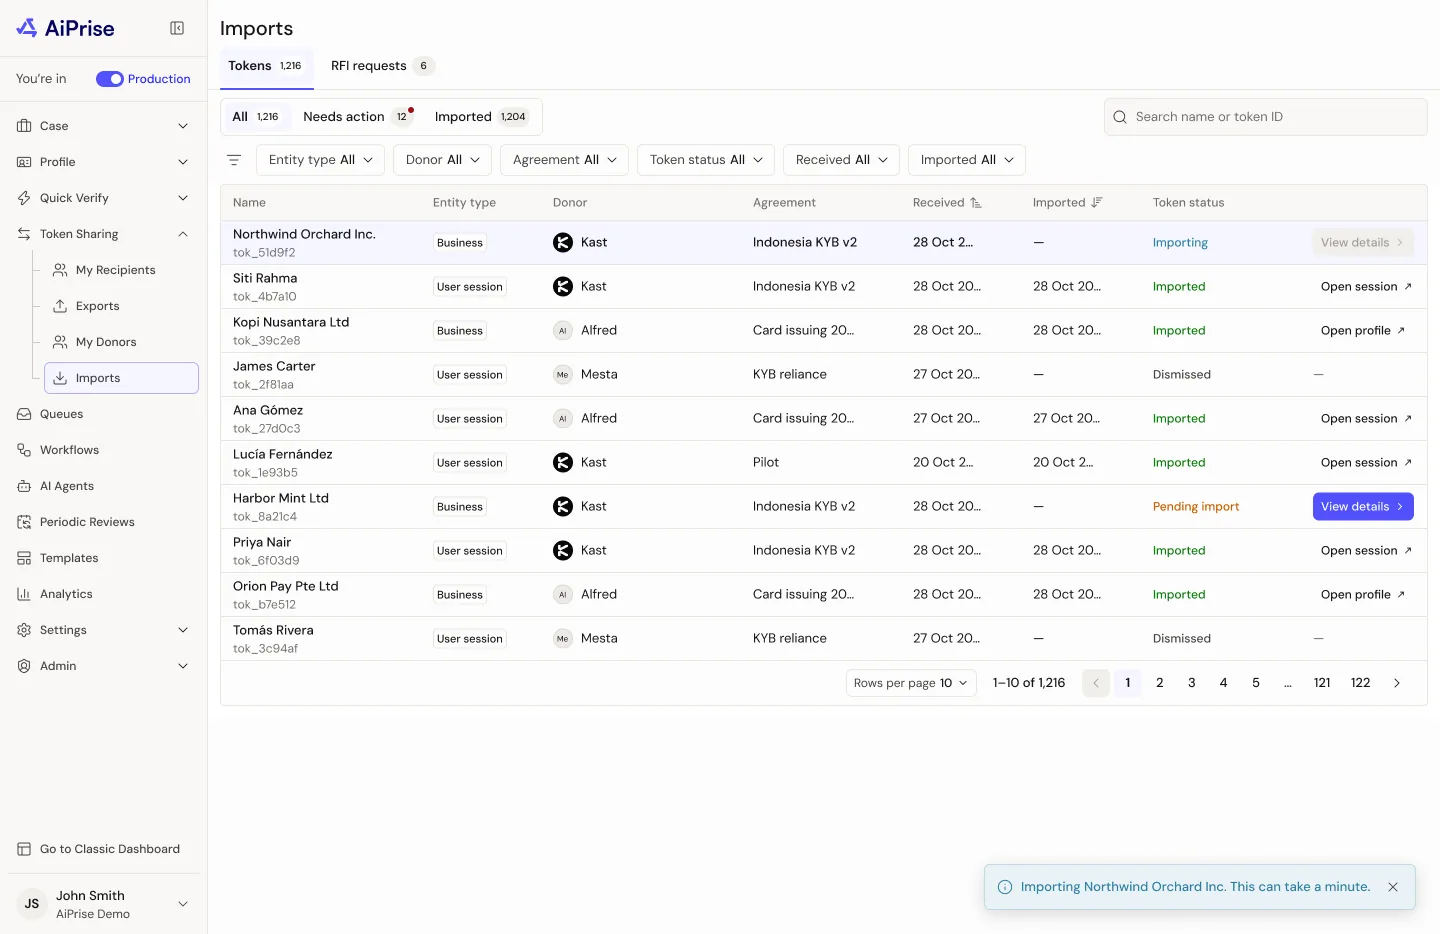 AiPrise
You're in
Production
Case
Profile
Quick Verify
Token Sharing
My Recipients
Exports
My Donors
Imports
Queues
Workflows
AI Agents
Periodic Reviews
Templates
Analytics
Settings
Admin
Go to Classic Dashboard
JS
John Smith
AiPrise Demo
Imports
Tokens 1,216
RFI requests 6
All 1,216
Needs action 12
Imported 1,204
Search name or token ID
Entity type All
Donor All
Agreement All
Token status All
Received All
Imported All
Name Entity type Donor Agreement Received Imported Token status
Northwind Orchard Inc.
tok_51d9f2
Business Kast Indonesia KYB v2 28 Oct 2... — Importing View details
Siti Rahma
tok_4b7a10
User session Kast Indonesia KYB v2 28 Oct 20... 28 Oct 20... Imported Open session
Kopi Nusantara Ltd
tok_39c2e8
Business Al Alfred Card issuing 20... 28 Oct 20... 28 Oct 20... Imported Open profile
James Carter
tok_2f81aa
User session Me Mesta KYB reliance 27 Oct 20... — Dismissed —
Ana Gómez
tok_27d0c3
User session Al Alfred Card issuing 20... 27 Oct 20... 27 Oct 20... Imported Open session
Lucía Fernández
tok_1e93b5
User session Kast Pilot 20 Oct 2... 20 Oct 2... Imported Open session
Harbor Mint Ltd
tok_8a21c4
Business Kast Indonesia KYB v2 28 Oct 20... — Pending import View details
Priya Nair
tok_6f03d9
User session Kast Indonesia KYB v2 28 Oct 20... 28 Oct 20... Imported Open session
Orion Pay Pte Ltd
tok_b7e512
Business Al Alfred Card issuing 20... 28 Oct 20... 28 Oct 20... Imported Open profile
Tomás Rivera
tok_3c94af
User session Me Mesta KYB reliance 27 Oct 20... — Dismissed —
Rows per page 10 1–10 of 1,216 1 2 3 4 5 ... 121 122
Importing Northwind Orchard Inc. This can take a minute.